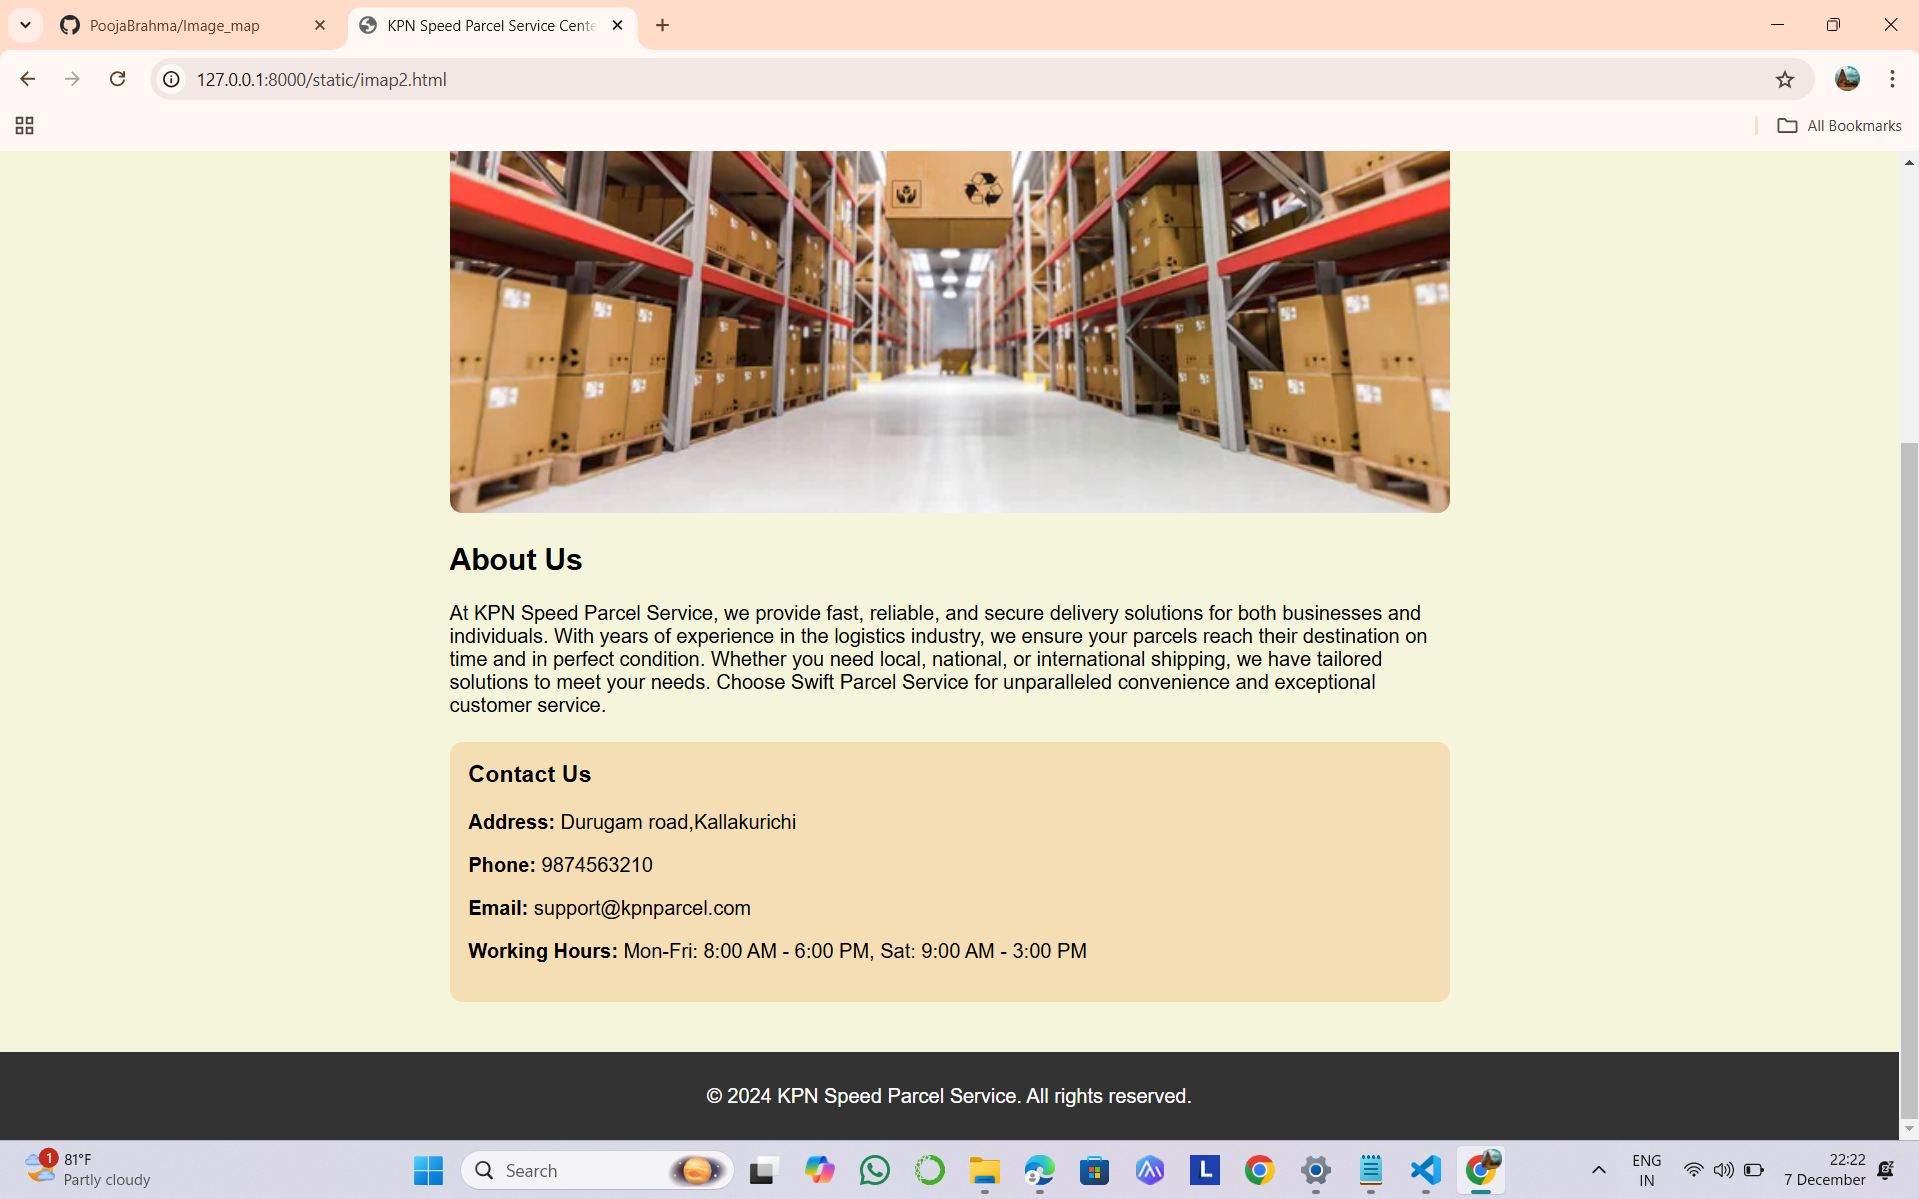 PoojaBrahma/Image_map
KPN Speed Parcel Service Cente
127.0.0.1:8000/static/imap2.html
All Bookmarks
About Us
At KPN Speed Parcel Service, we provide fast, reliable, and secure delivery solutions for both businesses and
individuals. With years of experience in the logistics industry, we ensure your parcels reach their destination on
time and in perfect condition. Whether you need local, national, or international shipping, we have tailored
solutions to meet your needs. Choose Swift Parcel Service for unparalleled convenience and exceptional
customer service.
Contact Us
Address: Durugam road,Kallakurichi
Phone: 9874563210
Email: support@kpnparcel.com
Working Hours: Mon-Fri: 8:00 AM - 6:00 PM, Sat: 9:00 AM - 3:00 PM
© 2024 KPN Speed Parcel Service. All rights reserved.
1
81°F
Partly cloudy
Search
L
ENG
IN
22:22
7 December